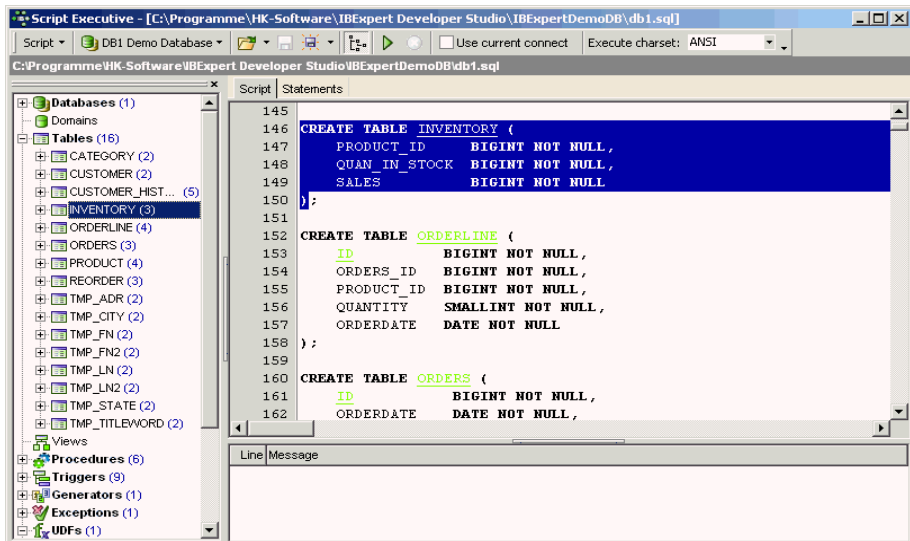 Script Executive - [C:\Programme\HK-Software\IBExpert Developer Studio\IBExpertDemoDB\db1.sql]
Script DB1 Demo Database Use current connect Execute charset: ANSI
C:\Programme\HK-Software\IBExpert Developer Studio\IBExpertDemoDB\db1.sql
Databases (1)
Domains
Tables (16)
CATEGORY (2)
CUSTOMER (2)
CUSTOMER_HIST... (5)
INVENTORY (3)
ORDERLINE (4)
ORDERS (3)
PRODUCT (4)
REORDER (3)
TMP_ADR (2)
TMP_CITY (2)
TMP_FN (2)
TMP_FN2 (2)
TMP_LN (2)
TMP_LN2 (2)
TMP_STATE (2)
TMP_TITLEWORD (2)
Views
Procedures (6)
Triggers (9)
Generators (1)
Exceptions (1)
UDFs (1)
Script Statements
145
146 CREATE TABLE INVENTORY (
147 PRODUCT_ID BIGINT NOT NULL,
148 QUAN_IN_STOCK BIGINT NOT NULL,
149 SALES BIGINT NOT NULL
150 );
151
152 CREATE TABLE ORDERLINE (
153 ID BIGINT NOT NULL,
154 ORDERS_ID BIGINT NOT NULL,
155 PRODUCT_ID BIGINT NOT NULL,
156 QUANTITY SMALLINT NOT NULL,
157 ORDERDATE DATE NOT NULL
158 );
159
160 CREATE TABLE ORDERS (
161 ID BIGINT NOT NULL,
162 ORDERDATE DATE NOT NULL,
Line Message